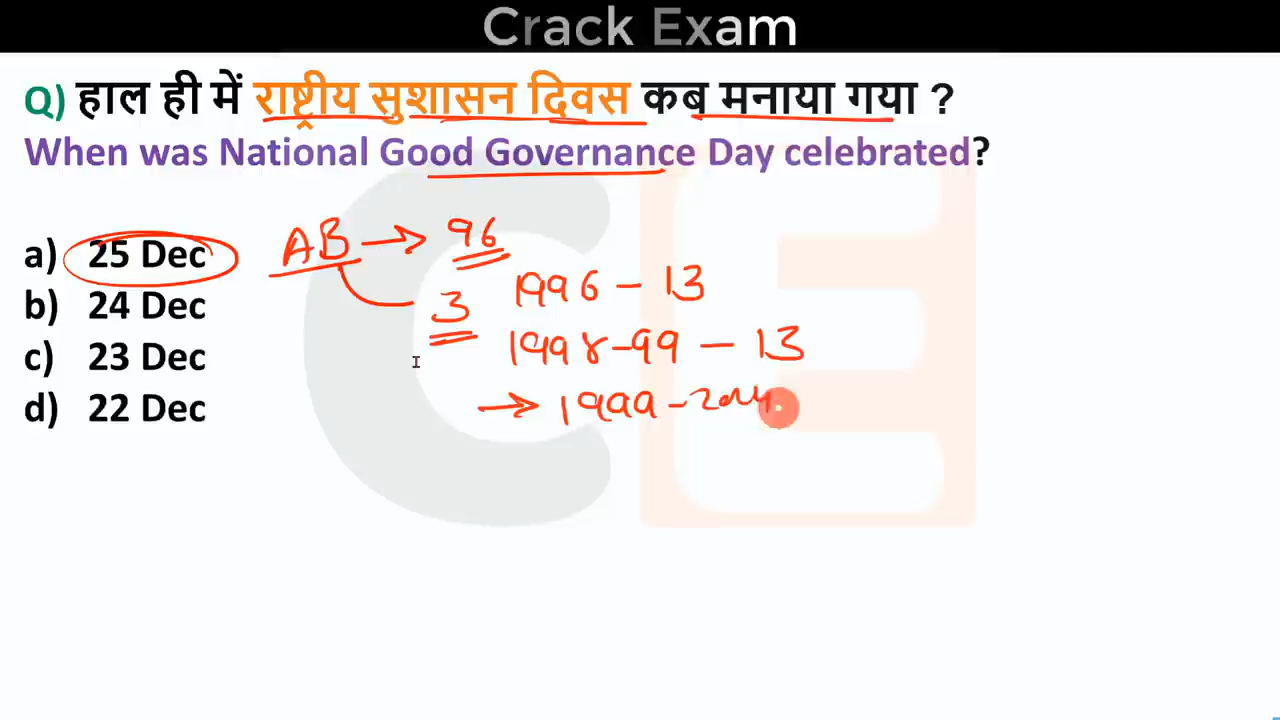 Crack Exam
Q) हाल ही में राष्ट्रीय सुशासन दिवस कब मनाया गया ?
When was National Good Governance Day celebrated?
a) 25 Dec
b) 24 Dec
c) 23 Dec
d) 22 Dec
AB → 96
3
1996 - 13
1998-99 - 13
→ 1999 - 2004
CE